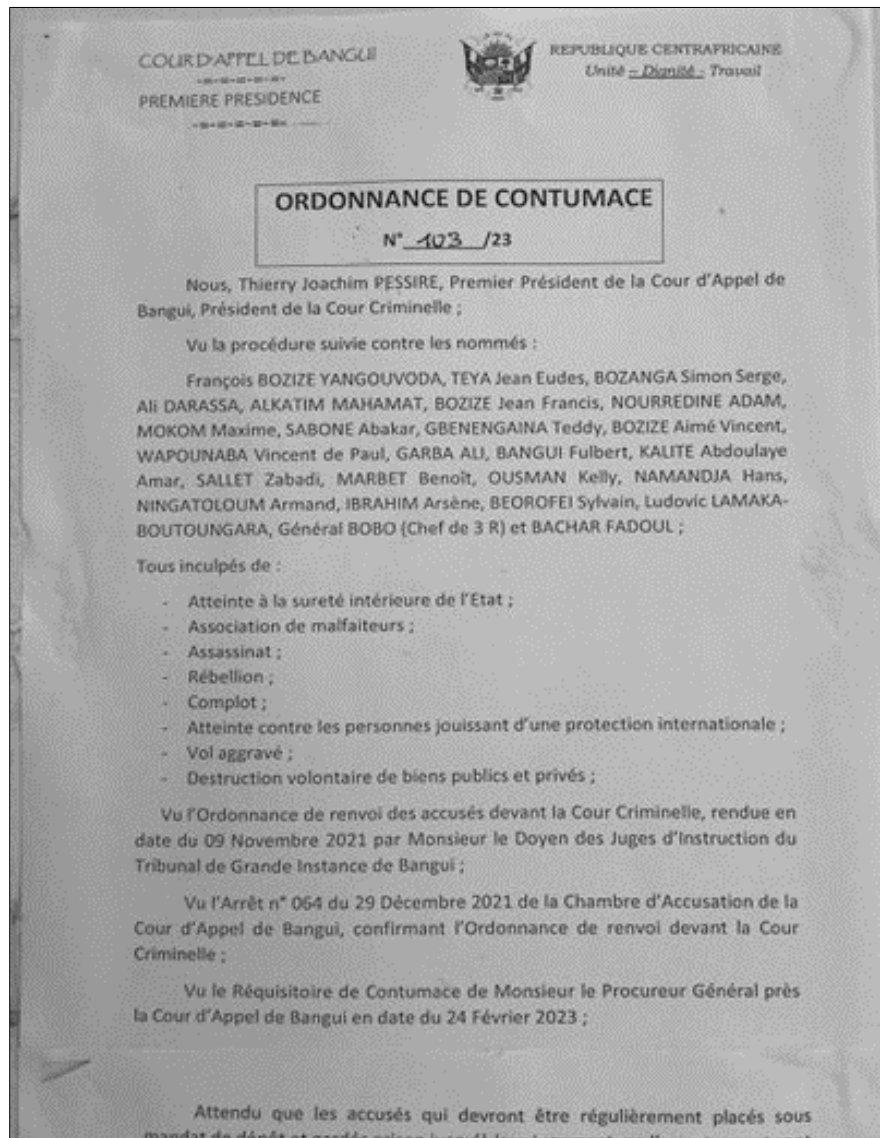 COUR D'APPEL DE BANGUI
-=-=-=-=-=-
PREMIERE PRESIDENCE
-=-=-=-=-=-
REPUBLIQUE CENTRAFRICAINE
Unité – Dignité - Travail
ORDONNANCE DE CONTUMACE
N° 103 /23
Nous, Thierry Joachim PESSIRE, Premier Président de la Cour d'Appel de
Bangui, Président de la Cour Criminelle ;
Vu la procédure suivie contre les nommés :
François BOZIZE YANGOUVODA, TEYA Jean Eudes, BOZANGA Simon Serge,
Ali DARASSA, ALKATIM MAHAMAT, BOZIZE Jean Francis, NOURREDINE ADAM,
MOKOM Maxime, SABONE Abakar, GBENENGAINA Teddy, BOZIZE Aimé Vincent,
WAPOUNABA Vincent de Paul, GARBA ALI, BANGUI Fulbert, KALITE Abdoulaye
Amar, SALLET Zabadi, MARBET Benoît, OUSMAN Kelly, NAMANDJA Hans,
NINGATOLOUM Armand, IBRAHIM Arsène, BEOROFEI Sylvain, Ludovic LAMAKA-
BOUTOUNGARA, Général BOBO (Chef de 3 R) et BACHAR FADOUL ;
Tous inculpés de :
- Atteinte à la sureté intérieure de l'Etat ;
- Association de malfaiteurs ;
- Assassinat ;
- Rébellion ;
- Complot ;
- Atteinte contre les personnes jouissant d'une protection internationale ;
- Vol aggravé ;
- Destruction volontaire de biens publics et privés ;
Vu l'Ordonnance de renvoi des accusés devant la Cour Criminelle, rendue en
date du 09 Novembre 2021 par Monsieur le Doyen des Juges d'Instruction du
Tribunal de Grande Instance de Bangui ;
Vu l'Arrêt n° 064 du 29 Décembre 2021 de la Chambre d'Accusation de la
Cour d'Appel de Bangui, confirmant l'Ordonnance de renvoi devant la Cour
Criminelle ;
Vu le Réquisitoire de Contumace de Monsieur le Procureur Général près
la Cour d'Appel de Bangui en date du 24 Février 2023 ;
Attendu que les accusés qui devront être régulièrement placés sous
mandat de dépôt et gardés prison